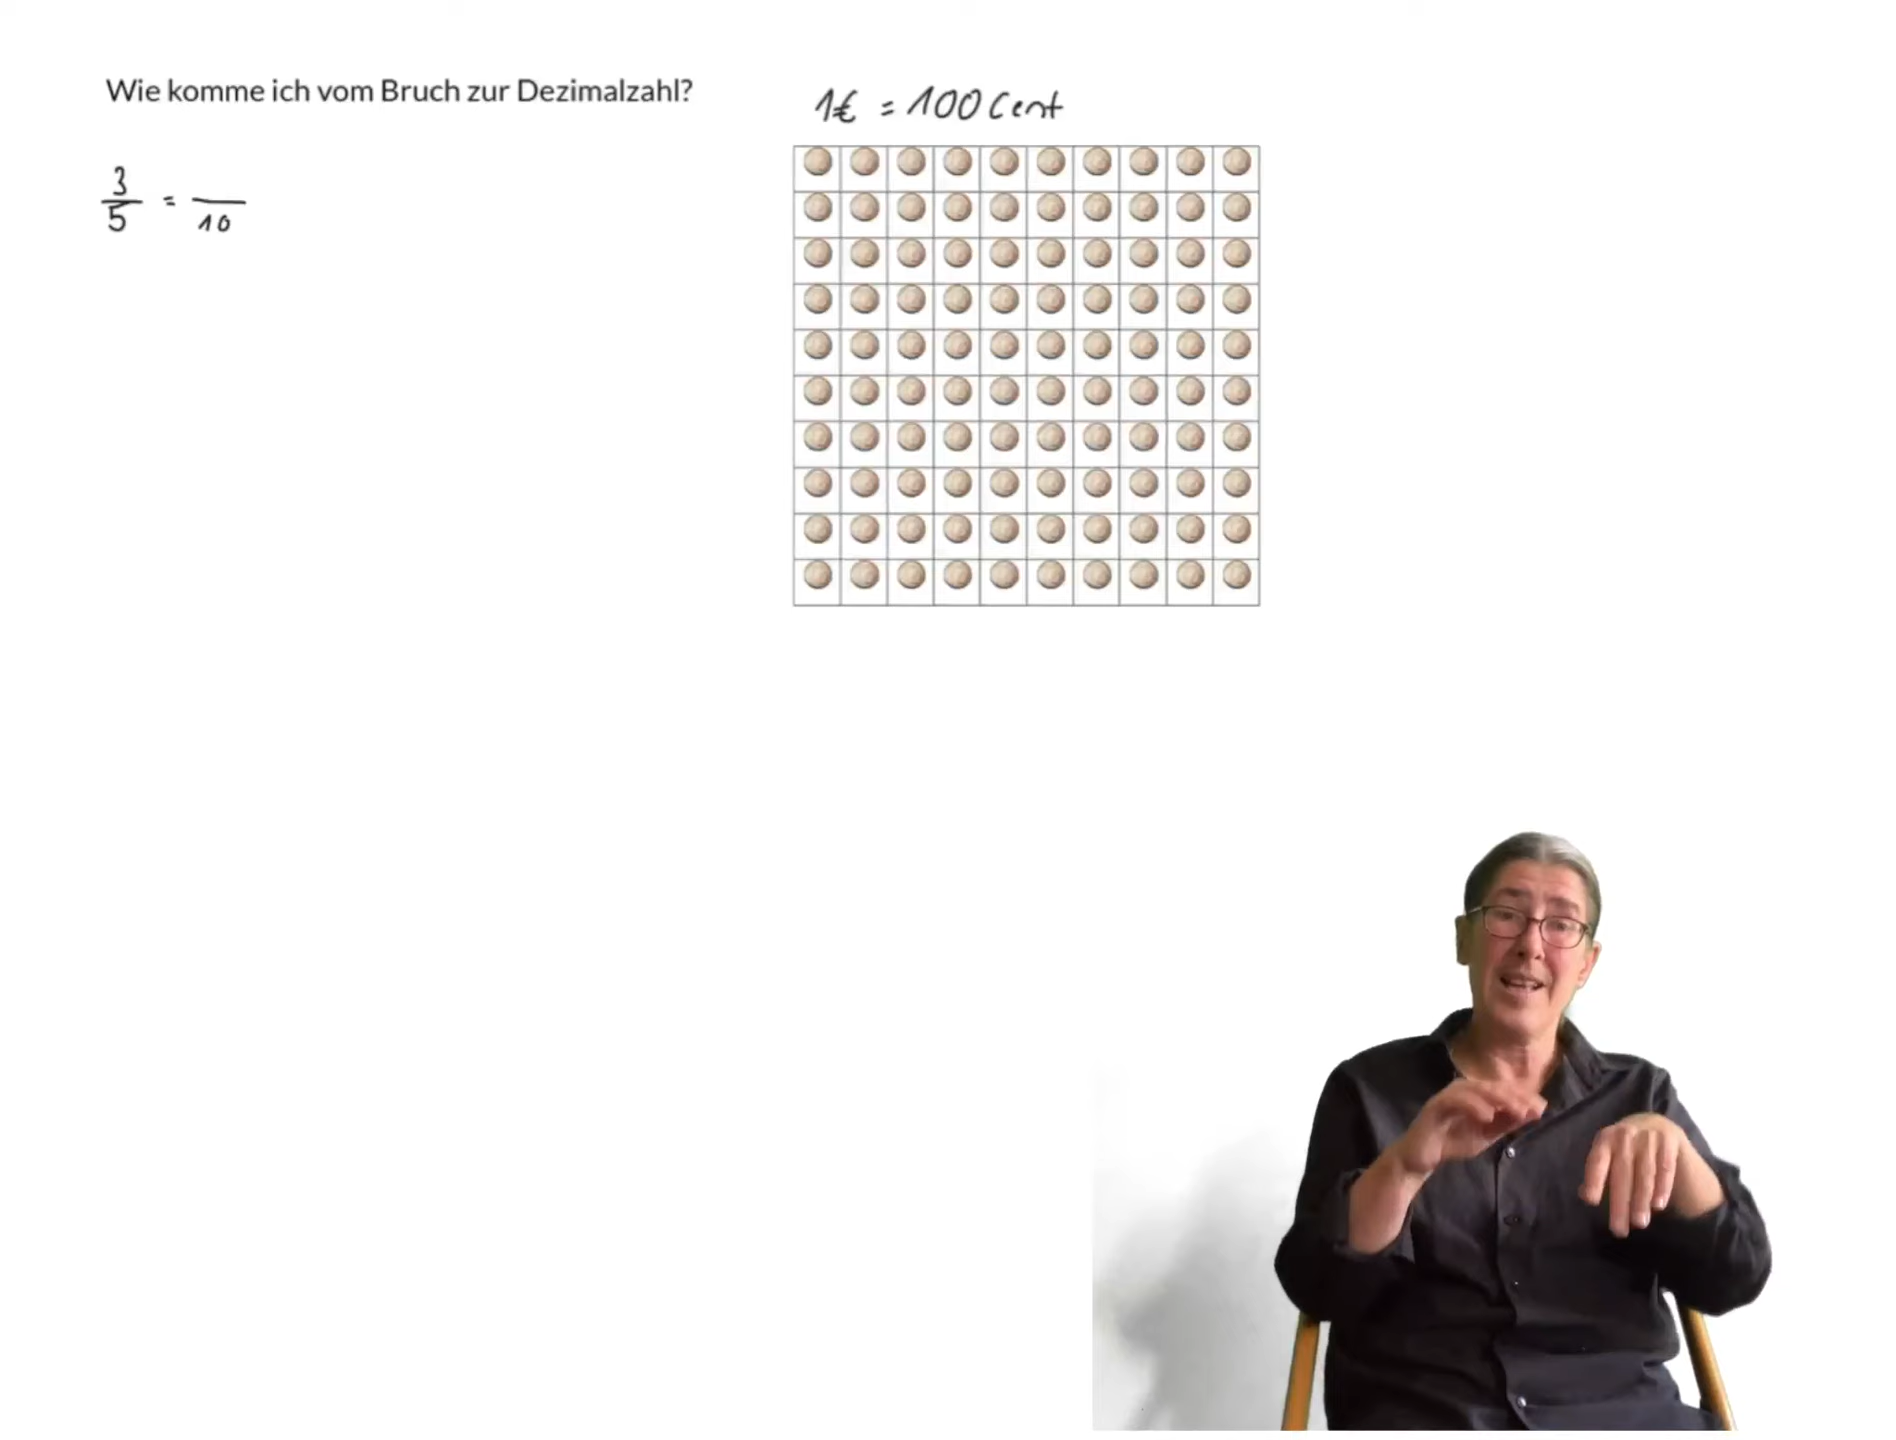 Wie komme ich vom Bruch zur Dezimalzahl?
1€ = 100 Cent
3/5 = /10